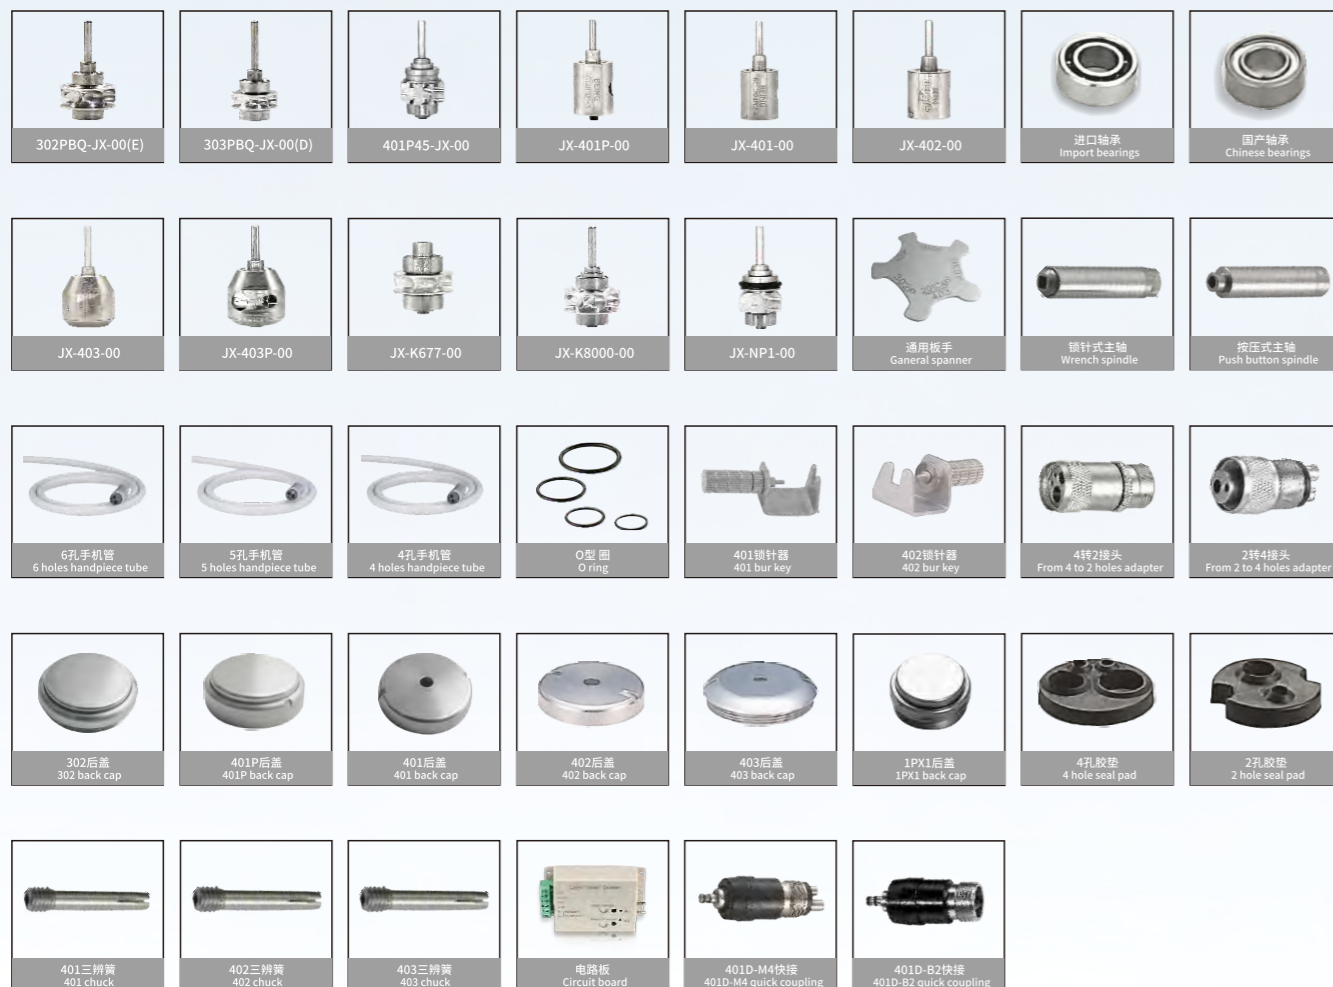 302PBQ-JX-00(E)
303PBQ-JX-00(D)
401P45-JX-00
JX-401P-00
JX-401-00
JX-402-00
进口轴承
Import bearings
国产轴承
Chinese bearings
JX-403-00
JX-403P-00
JX-K677-00
JX-K8000-00
JX-NP1-00
通用板手
Ganeral spanner
锁针式主轴
Wrench spindle
按压式主轴
Push button spindle
6孔手机管
6 holes handpiece tube
5孔手机管
5 holes handpiece tube
4孔手机管
4 holes handpiece tube
O型 圈
O ring
401锁针器
401 bur key
402锁针器
402 bur key
4转2接头
From 4 to 2 holes adapter
2转4接头
From 2 to 4 holes adapter
302后盖
302 back cap
401P后盖
401P back cap
401后盖
401 back cap
402后盖
402 back cap
403后盖
403 back cap
1PX1后盖
1PX1 back cap
4孔胶垫
4 hole seal pad
2孔胶垫
2 hole seal pad
401三辨簧
401 chuck
402三辨簧
402 chuck
403三辨簧
403 chuck
电路板
Circuit board
401D-M4快接
401D-M4 quick coupling
401D-B2快接
401D-B2 quick coupling